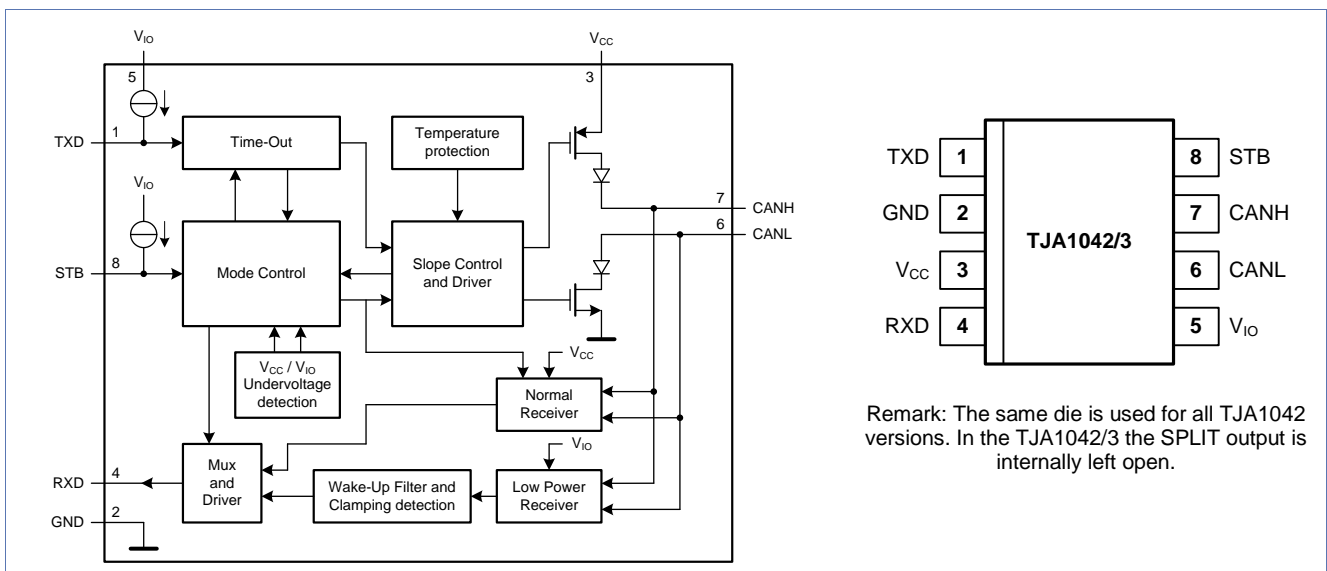 VIO
VCC
5
3
TXD
1
Time-Out
Temperature
protection
VIO
7
CANH
6
CANL
STB
8
Mode Control
Slope Control
and Driver
VCC / VIO
Undervoltage
detection
VCC
Normal
Receiver
VIO
RXD
4
Mux
and
Driver
Wake-Up Filter and
Clamping detection
Low Power
Receiver
GND
2
TXD 1
8 STB
GND 2
7 CANH
TJA1042/3
VCC 3
6 CANL
RXD 4
5 VIO
Remark: The same die is used for all TJA1042
versions. In the TJA1042/3 the SPLIT output is
internally left open.